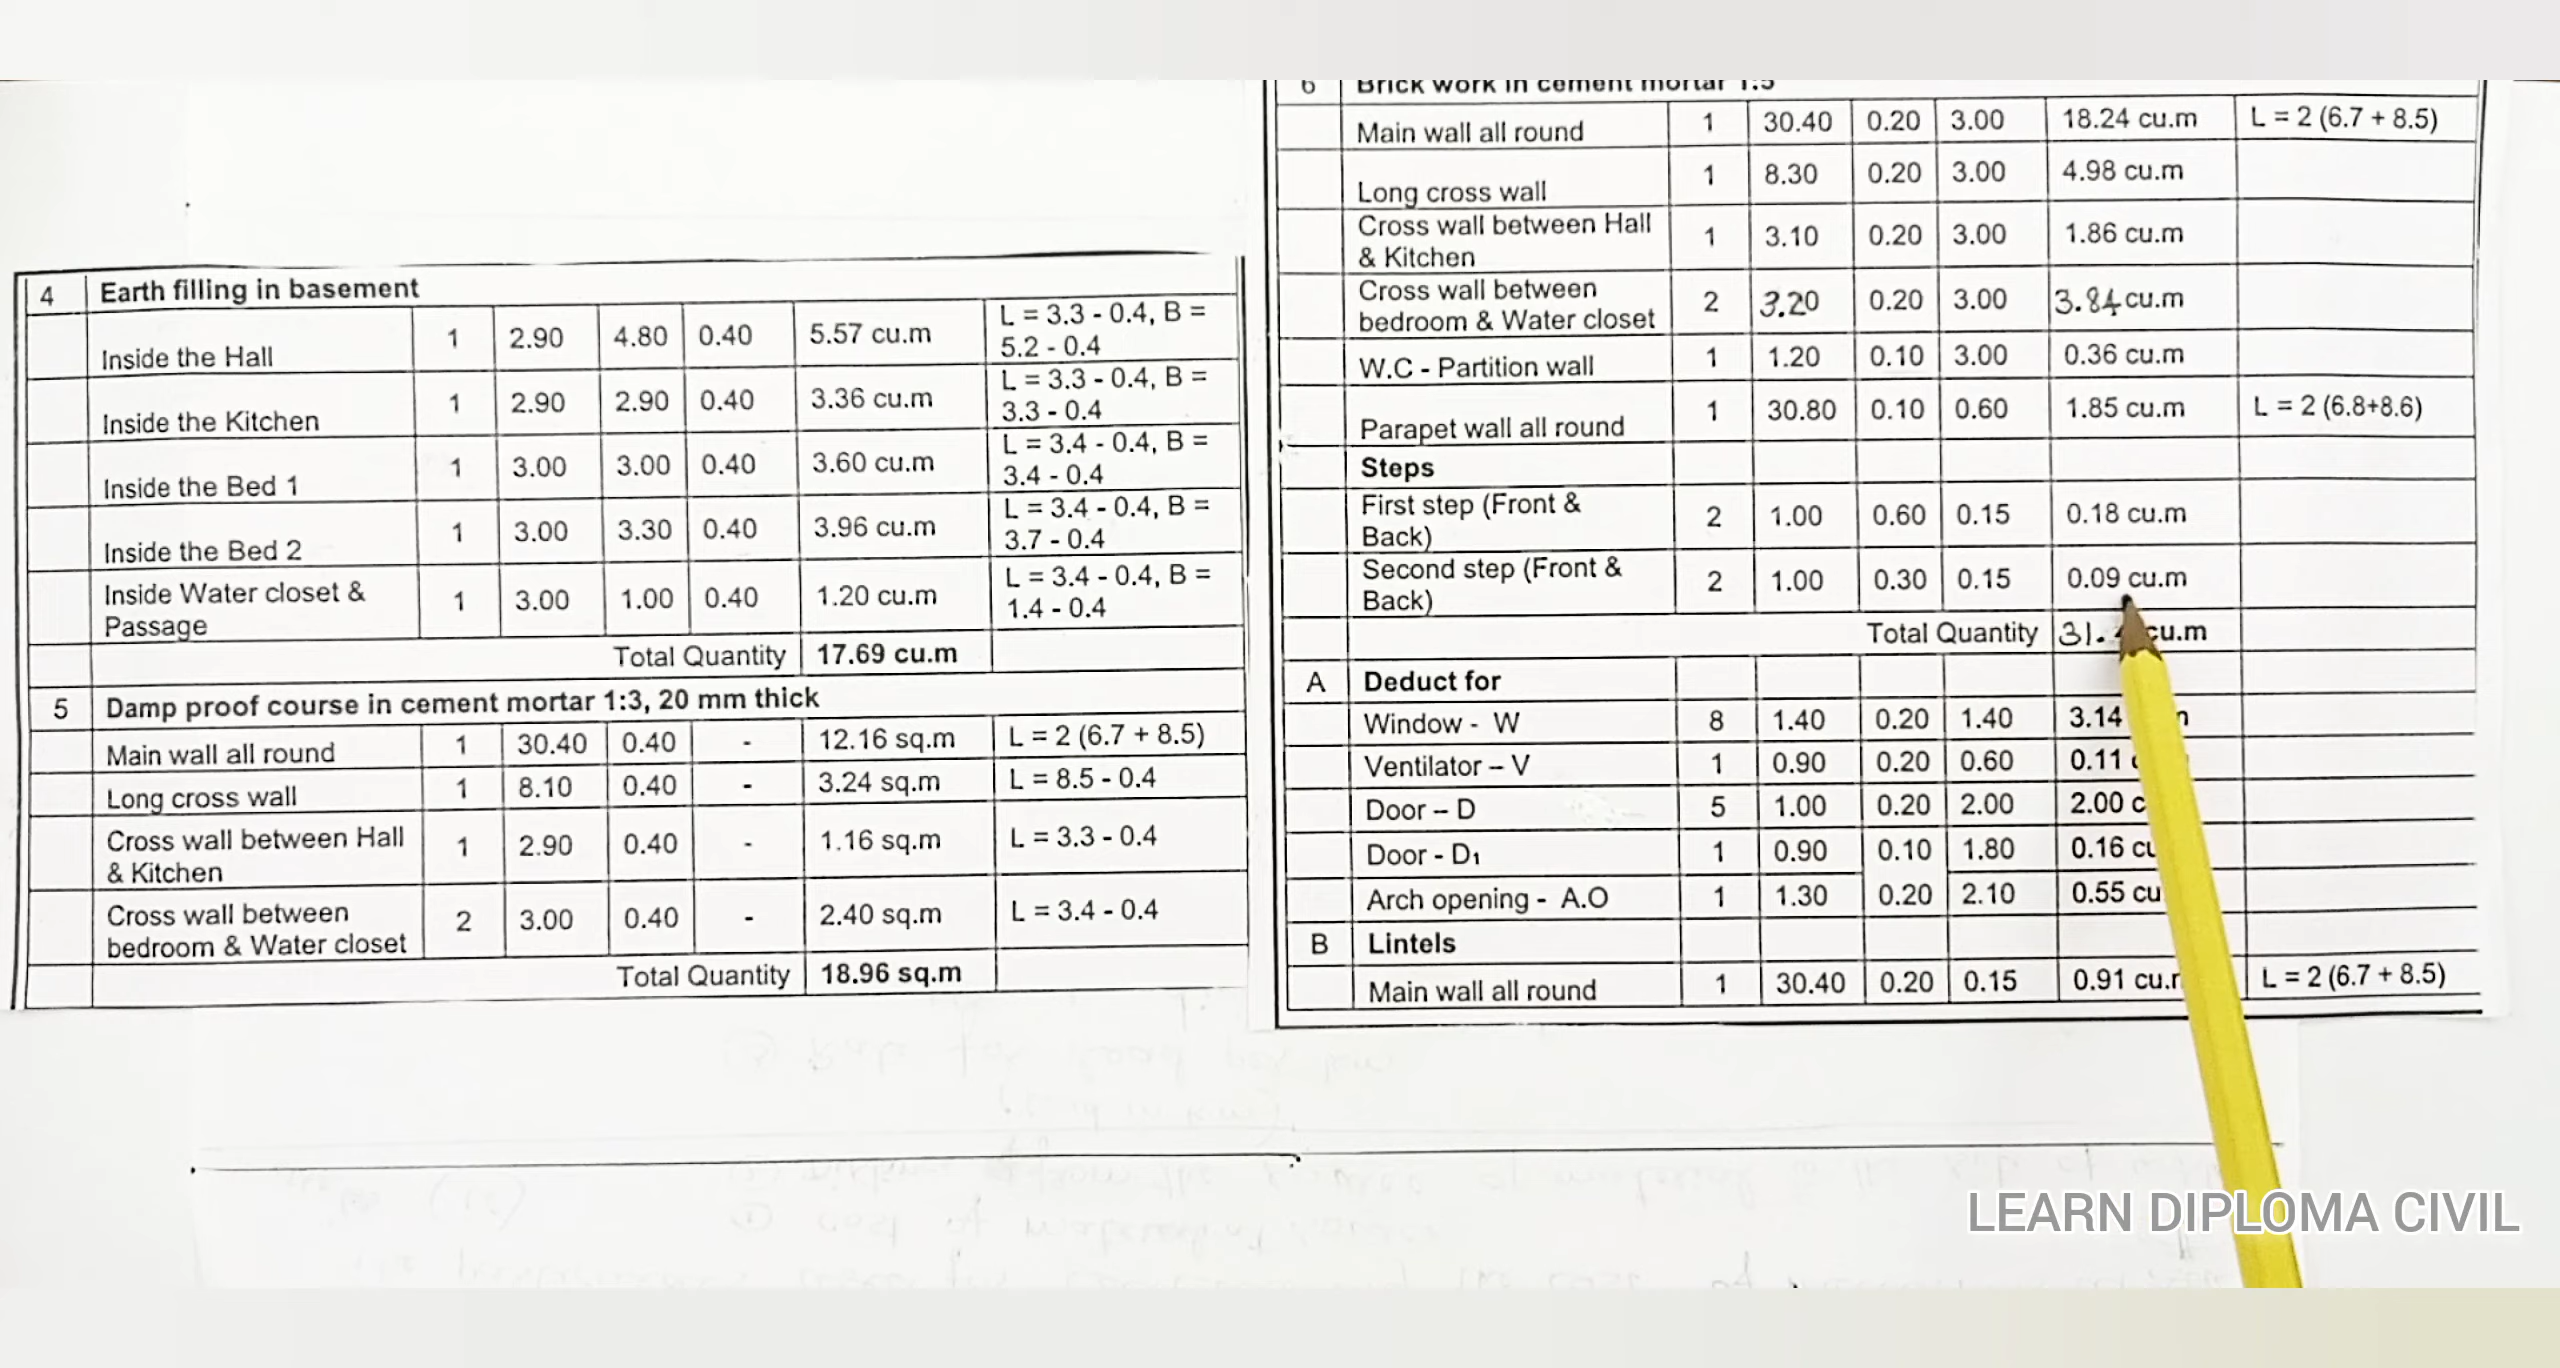 4 Earth filling in basement
Inside the Hall 1 2.90 4.80 0.40 5.57 cu.m L = 3.3 - 0.4, B =
5.2 - 0.4
Inside the Kitchen 1 2.90 2.90 0.40 3.36 cu.m L = 3.3 - 0.4, B =
3.3 - 0.4
Inside the Bed 1 1 3.00 3.00 0.40 3.60 cu.m L = 3.4 - 0.4, B =
3.4 - 0.4
Inside the Bed 2 1 3.00 3.30 0.40 3.96 cu.m L = 3.4 - 0.4, B =
3.7 - 0.4
Inside Water closet &
Passage 1 3.00 1.00 0.40 1.20 cu.m L = 3.4 - 0.4, B =
1.4 - 0.4
Total Quantity 17.69 cu.m
5 Damp proof course in cement mortar 1:3, 20 mm thick
Main wall all round 1 30.40 0.40 - 12.16 sq.m L = 2 (6.7 + 8.5)
Long cross wall 1 8.10 0.40 - 3.24 sq.m L = 8.5 - 0.4
Cross wall between Hall
& Kitchen 1 2.90 0.40 - 1.16 sq.m L = 3.3 - 0.4
Cross wall between
bedroom & Water closet 2 3.00 0.40 - 2.40 sq.m L = 3.4 - 0.4
Total Quantity 18.96 sq.m
6 Brick work in cement mortar 1:5
Main wall all round 1 30.40 0.20 3.00 18.24 cu.m L = 2 (6.7 + 8.5)
Long cross wall 1 8.30 0.20 3.00 4.98 cu.m
Cross wall between Hall
& Kitchen 1 3.10 0.20 3.00 1.86 cu.m
Cross wall between
bedroom & Water closet 2 3.20 0.20 3.00 3.84 cu.m
W.C - Partition wall 1 1.20 0.10 3.00 0.36 cu.m
Parapet wall all round 1 30.80 0.10 0.60 1.85 cu.m L = 2 (6.8+8.6)
Steps
First step (Front &
Back) 2 1.00 0.60 0.15 0.18 cu.m
Second step (Front &
Back) 2 1.00 0.30 0.15 0.09 cu.m
Total Quantity 31. cu.m
A Deduct for
Window - W 8 1.40 0.20 1.40 3.14
Ventilator – V 1 0.90 0.20 0.60 0.11
Door – D 5 1.00 0.20 2.00 2.00
Door - D₁ 1 0.90 0.10 1.80 0.16
Arch opening - A.O 1 1.30 0.20 2.10 0.55
B Lintels
Main wall all round 1 30.40 0.20 0.15 0.91 L = 2 (6.7 + 8.5)
LEARN DIPLOMA CIVIL